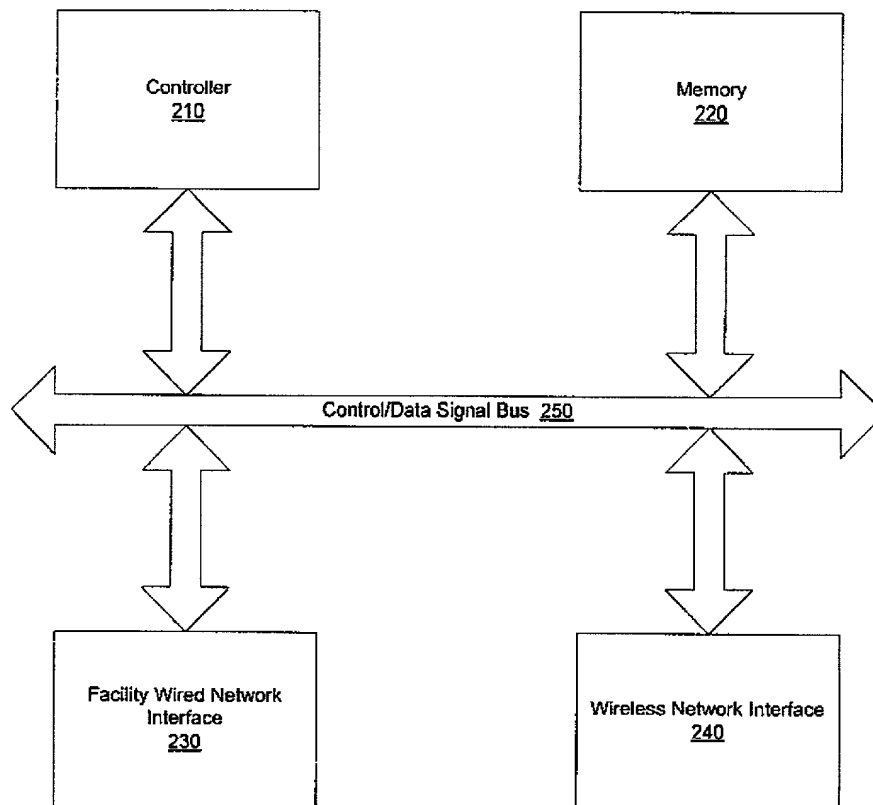 Controller
210
Memory
220
Control/Data Signal Bus 250
Facility Wired Network
Interface
230
Wireless Network Interface
240